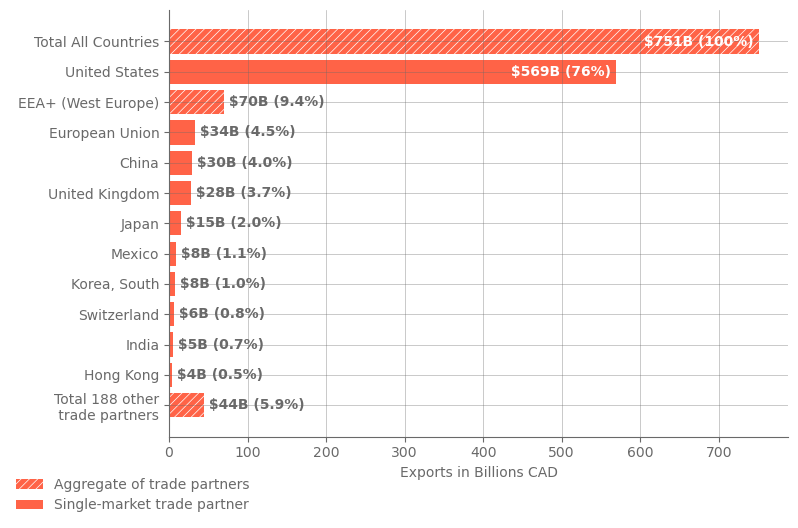 Total All Countries $751B (100%)
United States $569B (76%)
EEA+ (West Europe) $70B (9.4%)
European Union $34B (4.5%)
China $30B (4.0%)
United Kingdom $28B (3.7%)
Japan $15B (2.0%)
Mexico $8B (1.1%)
Korea, South $8B (1.0%)
Switzerland $6B (0.8%)
India $5B (0.7%)
Hong Kong $4B (0.5%)
Total 188 other
trade partners $44B (5.9%)
0 100 200 300 400 500 600 700
Exports in Billions CAD
Aggregate of trade partners
Single-market trade partner